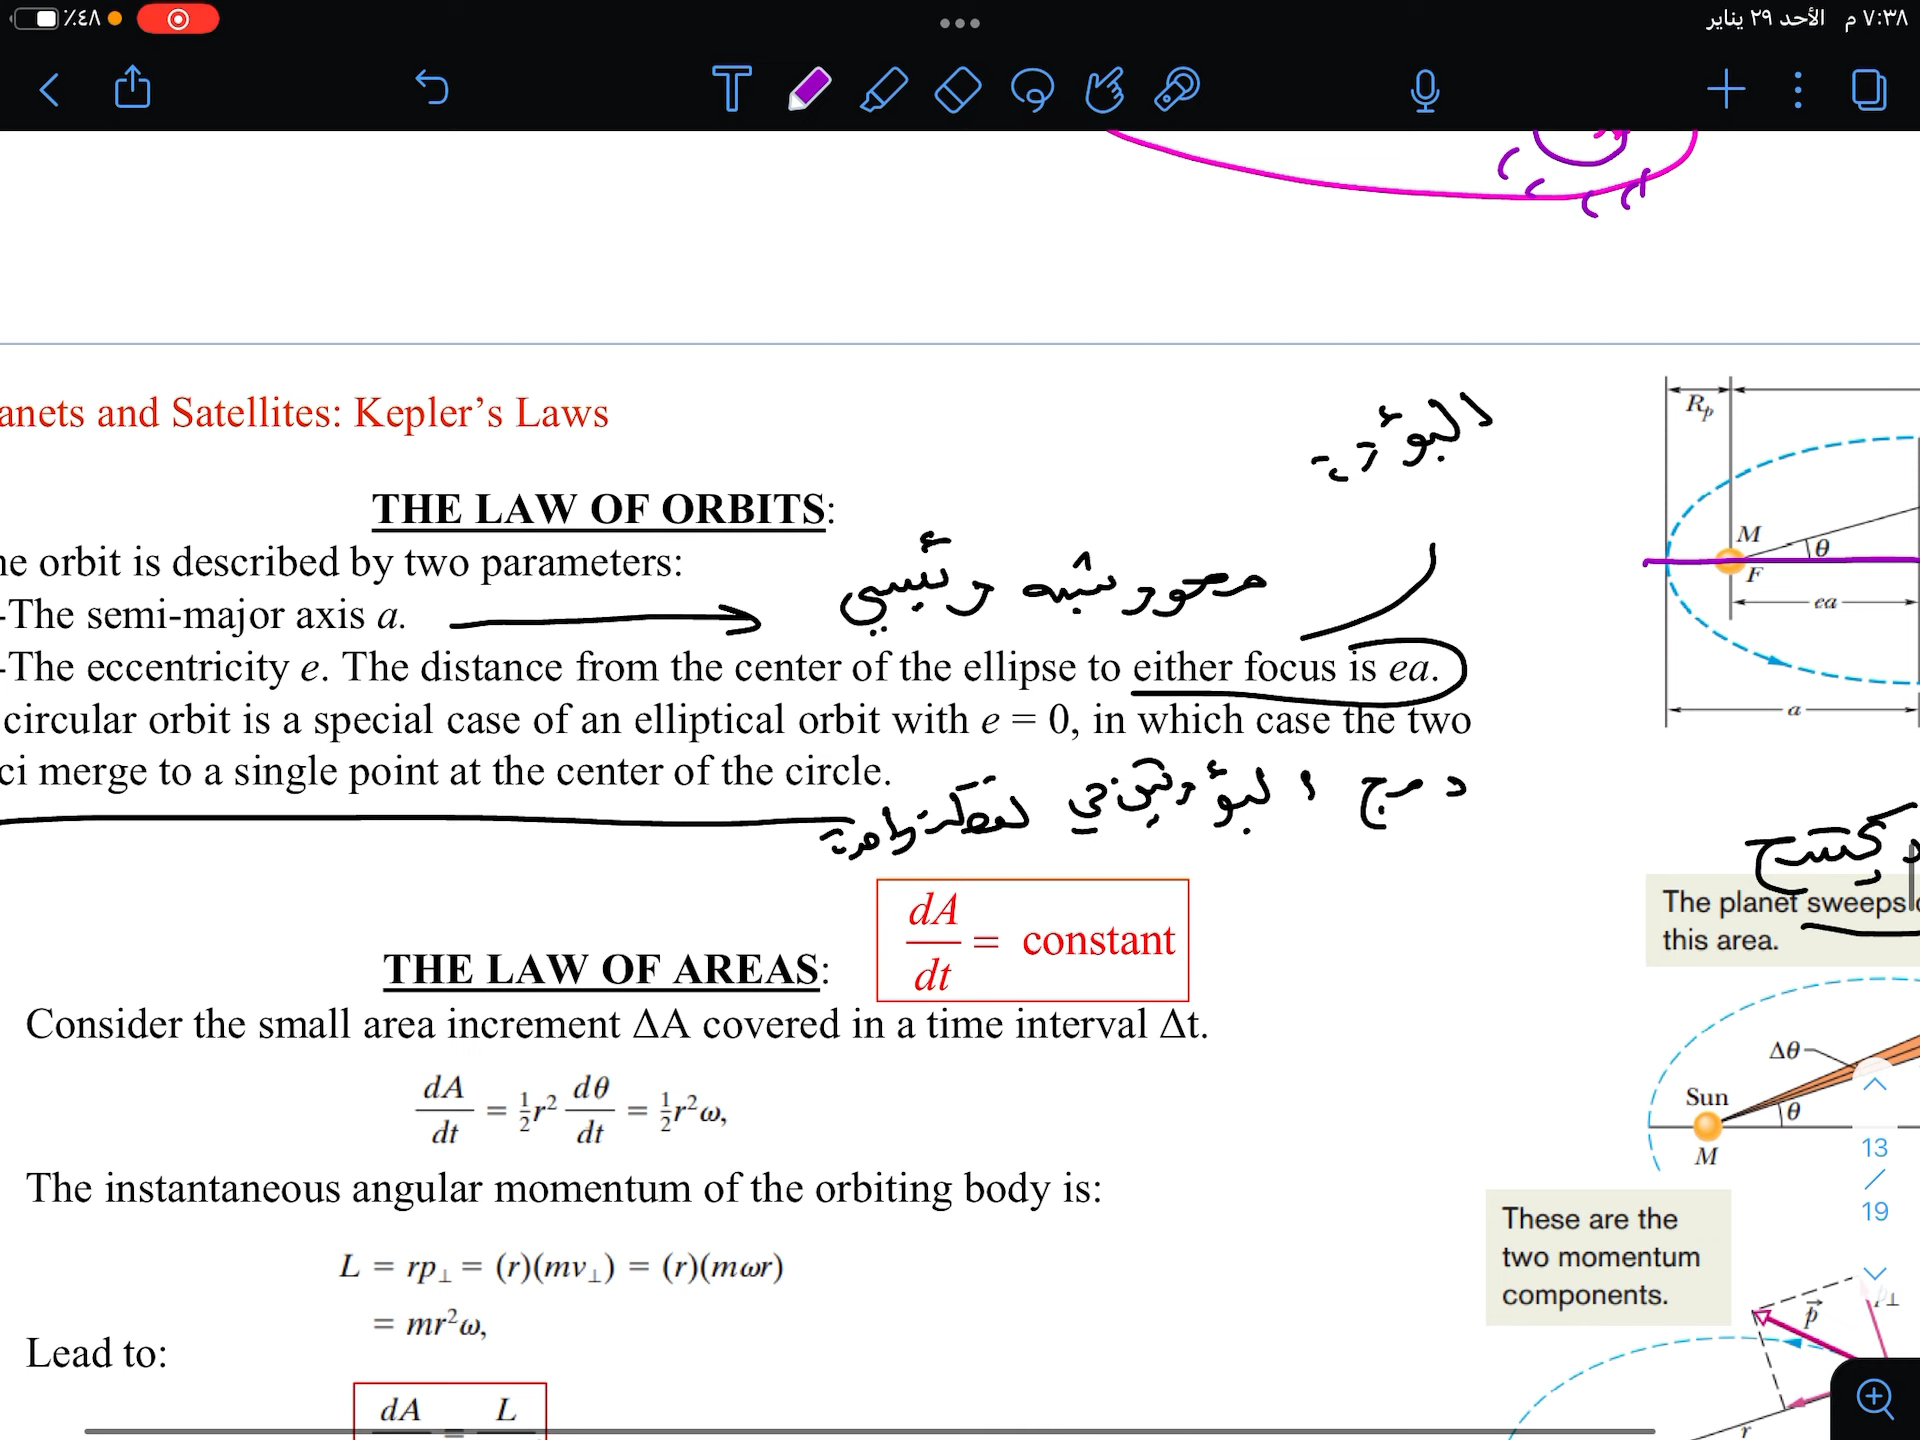 ٪٤٨
٧:٣٨ م الأحد ٢٩ يناير
anets and Satellites: Kepler’s Laws
البؤرة
THE LAW OF ORBITS:
ne orbit is described by two parameters:
-The semi-major axis a.
محور شبه رئيسي
-The eccentricity e. The distance from the center of the ellipse to either focus is ea.
circular orbit is a special case of an elliptical orbit with e = 0, in which case the two
ci merge to a single point at the center of the circle.
دمج البؤرتين في نقطة واحدة
Rp
M
θ
F
ea
a
dA/dt = constant
THE LAW OF AREAS:
Consider the small area increment ΔA covered in a time interval Δt.
dA/dt = ½r² dθ/dt = ½r²ω,
The instantaneous angular momentum of the orbiting body is:
L = rp⊥ = (r)(mv⊥) = (r)(mωr)
= mr²ω,
Lead to:
dA = L
The planet sweeps
this area.
Δθ
Sun
θ
M
13
/
19
These are the
two momentum
components.
p⃗
⊥
r